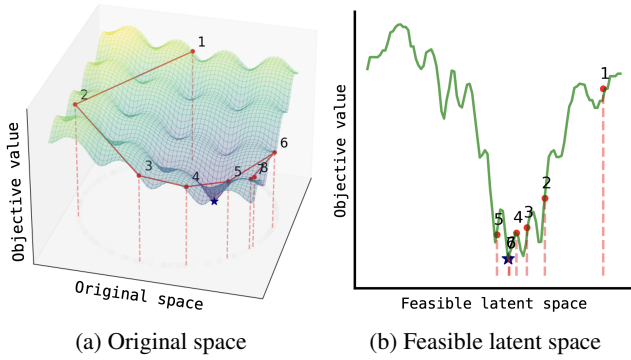 1
2
3
4
5
6
7
8
Objective value
Original space
(a) Original space
1
2
3
4
5
6
Objective value
Feasible latent space
(b) Feasible latent space